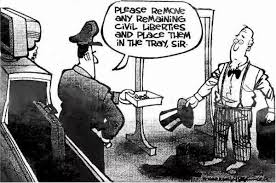 PLEASE REMOVE
ANY REMAINING
CIVIL LIBERTIES
AND PLACE THEM
IN THE TRAY, SIR.